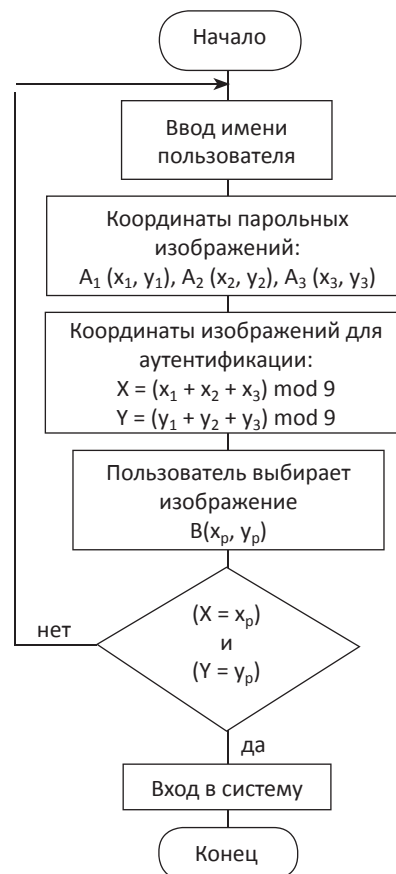 Начало
Ввод имени
пользователя
Координаты парольных
изображений:
A₁ (x₁, y₁), A₂ (x₂, y₂), A₃ (x₃, y₃)
Координаты изображений для
аутентификации:
X = (x₁ + x₂ + x₃) mod 9
Y = (y₁ + y₂ + y₃) mod 9
Пользователь выбирает
изображение
B(xₚ, yₚ)
(X = xₚ)
нет
и
(Y = yₚ)
да
Вход в систему
Конец